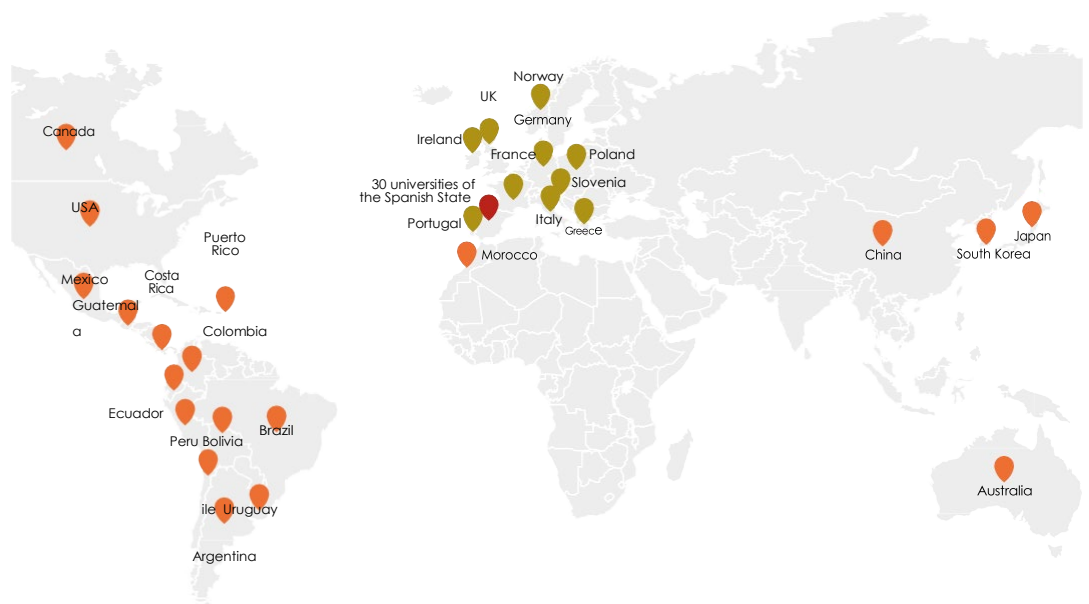 Norway
UK
Germany
Canada
Ireland
France
Poland
30 universities of
the Spanish State
Slovenia
USA
Portugal
Italy
Greece
Puerto
Rico
Morocco
China
South Korea
Japan
Mexico
Costa
Rica
Guatemal
a
Colombia
Ecuador
Brazil
Peru Bolivia
ile Uruguay
Argentina
Australia